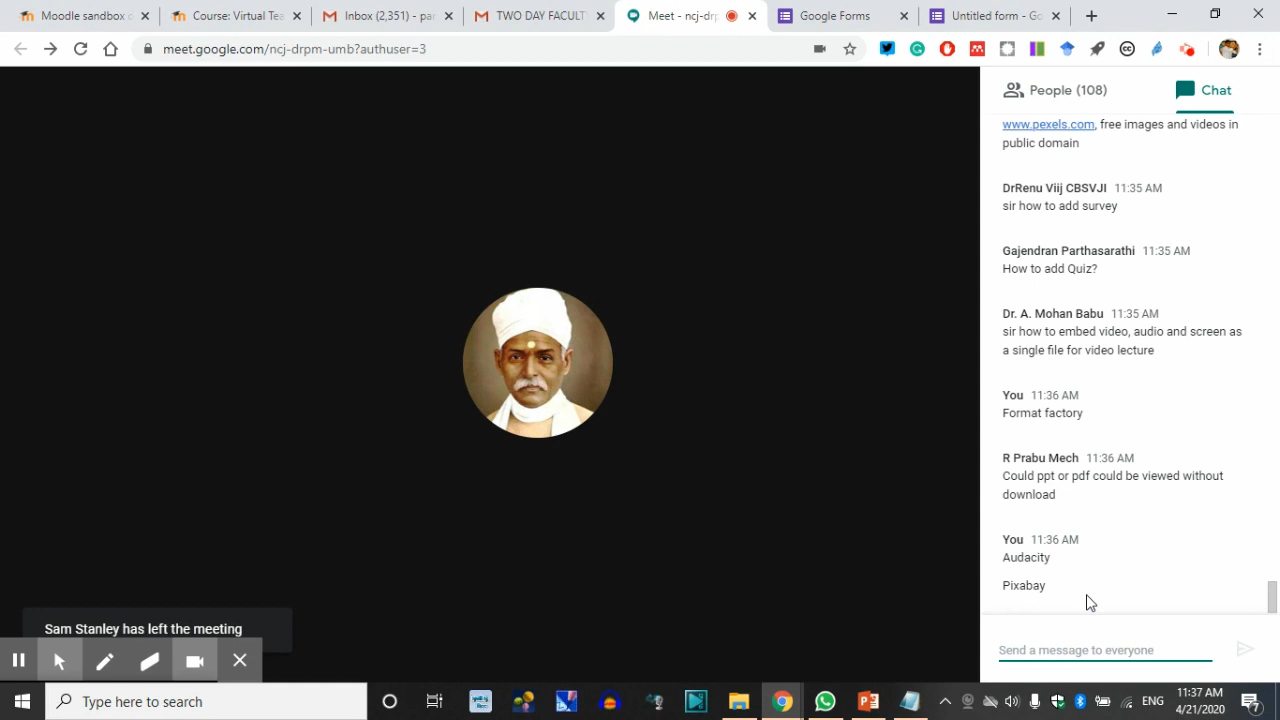 Moodle sandbox d
Course: Virtual Tea
Inbox (2,351) - par
TWO DAY FACULT
Meet - ncj-drp
Google Forms
Untitled form - Go
meet.google.com/ncj-drpm-umb?authuser=3
People (108)
Chat
www.pexels.com, free images and videos in
public domain
DrRenu Viij CBSVJI 11:35 AM
sir how to add survey
Gajendran Parthasarathi 11:35 AM
How to add Quiz?
Dr. A. Mohan Babu 11:35 AM
sir how to embed video, audio and screen as
a single file for video lecture
You 11:36 AM
Format factory
R Prabu Mech 11:36 AM
Could ppt or pdf could be viewed without
download
You 11:36 AM
Audacity
Pixabay
Sam Stanley has left the meeting
Send a message to everyone
Type here to search
ENG
11:37 AM
4/21/2020
7